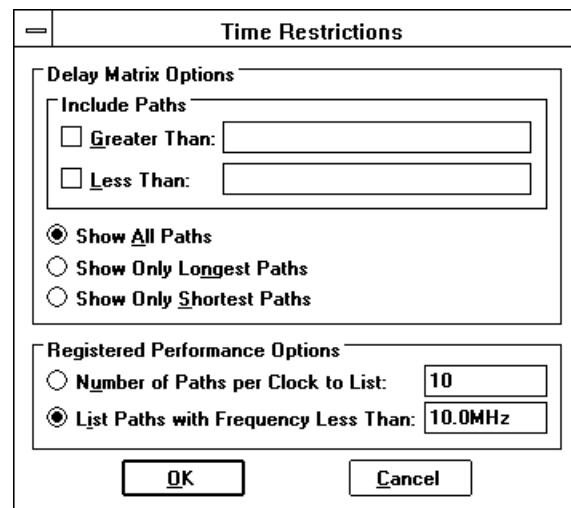 Time Restrictions
Delay Matrix Options
Include Paths
Greater Than:
Less Than:
Show All Paths
Show Only Longest Paths
Show Only Shortest Paths
Registered Performance Options
Number of Paths per Clock to List: 10
List Paths with Frequency Less Than: 10.0MHz
OK Cancel